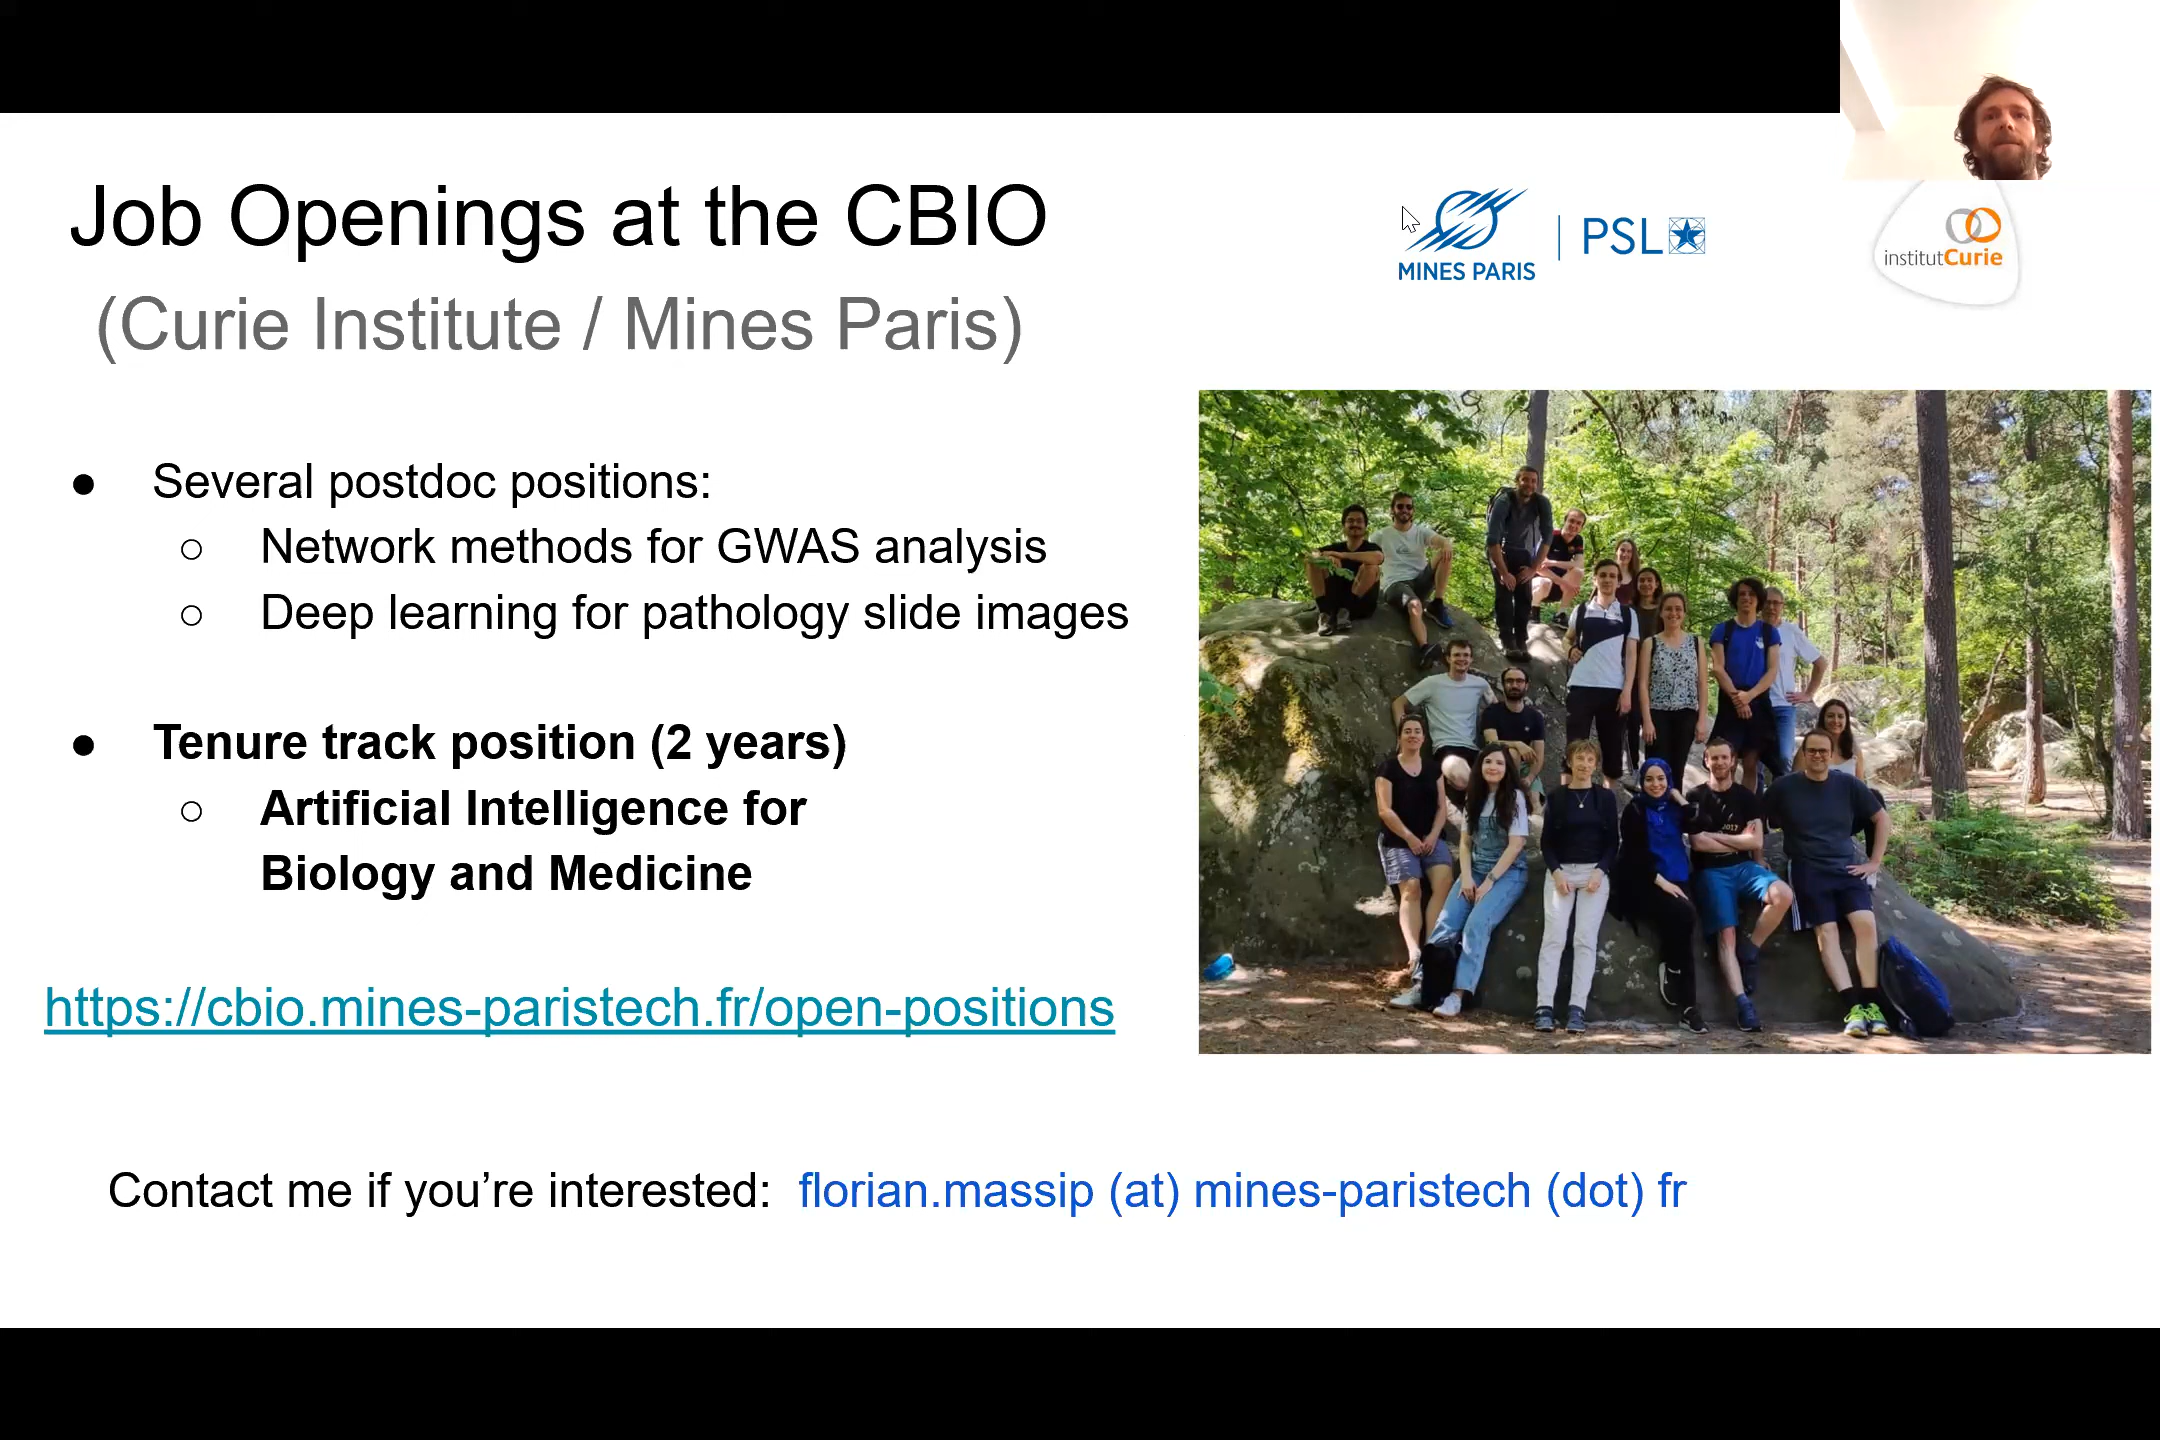 Job Openings at the CBIO
(Curie Institute / Mines Paris)
MINES PARIS
PSL
institutCurie
● Several postdoc positions:
○ Network methods for GWAS analysis
○ Deep learning for pathology slide images
● Tenure track position (2 years)
○ Artificial Intelligence for
Biology and Medicine
https://cbio.mines-paristech.fr/open-positions
Contact me if you’re interested: florian.massip (at) mines-paristech (dot) fr